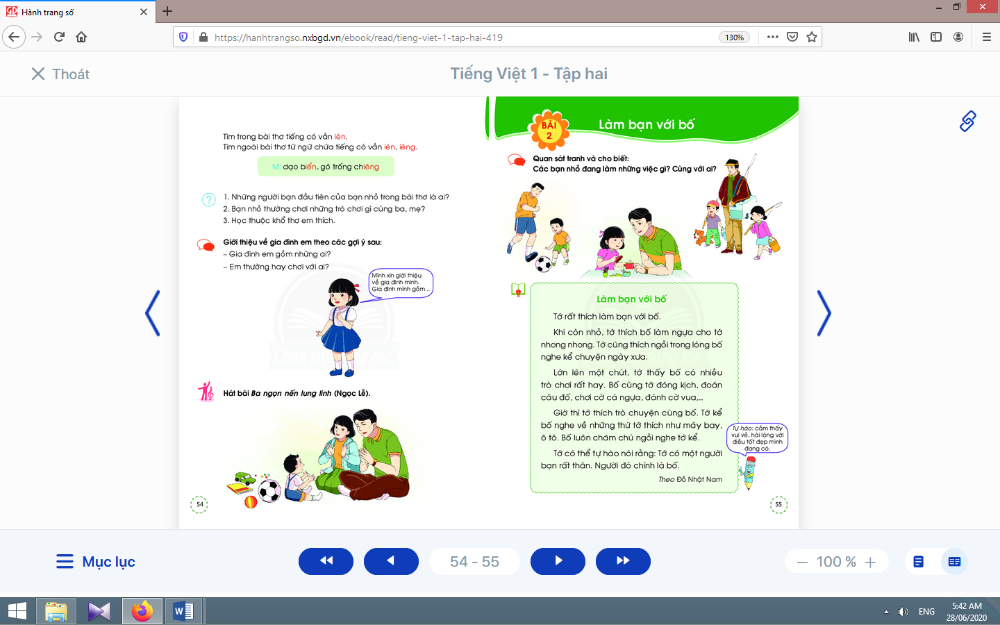 Hành trang số
https://hanhtrangso.nxbgd.vn/ebook/read/tieng-viet-1-tap-hai-419
130%
Thoát
Tiếng Việt 1 - Tập hai
Tìm trong bài thơ tiếng có vần iên.
Tìm ngoài bài thơ từ ngữ chứa tiếng có vần iên, iêng.
M: dạo biển, gõ trống chiêng
1. Những người bạn đầu tiên của bạn nhỏ trong bài thơ là ai?
2. Bạn nhỏ thường chơi những trò chơi gì cùng ba, mẹ?
3. Học thuộc khổ thơ em thích.
Giới thiệu về gia đình em theo các gợi ý sau:
– Gia đình em gồm những ai?
– Em thường hay chơi với ai?
Mình xin giới thiệu
về gia đình mình.
Gia đình mình gồm...
Hát bài Ba ngọn nến lung linh (Ngọc Lễ).
54
BÀI
2
Làm bạn với bố
Quan sát tranh và cho biết:
Các bạn nhỏ đang làm những việc gì? Cùng với ai?
Làm bạn với bố
Tớ rất thích làm bạn với bố.
Khi còn nhỏ, tớ thích bố làm ngựa cho tớ
nhong nhong. Tớ cũng thích ngồi trong lòng bố
nghe kể chuyện ngày xưa.
Lớn lên một chút, tớ thấy bố có nhiều
trò chơi rất hay. Bố cùng tớ đóng kịch, đoán
câu đố, chơi cờ cá ngựa, đánh cờ vua,...
Giờ thì tớ thích trò chuyện cùng bố. Tớ kể
bố nghe về những thứ tớ thích như máy bay,
ô tô. Bố luôn chăm chú ngồi nghe tớ kể.
Tớ có thể tự hào nói rằng: Tớ có một người
bạn rất thân. Người đó chính là bố.
Theo Đỗ Nhật Nam
Tự hào: cảm thấy
vui vẻ, hài lòng với
điều tốt đẹp mình
đang có.
55
Mục lục
54 - 55
100 %
ENG
5:42 AM
28/06/2020